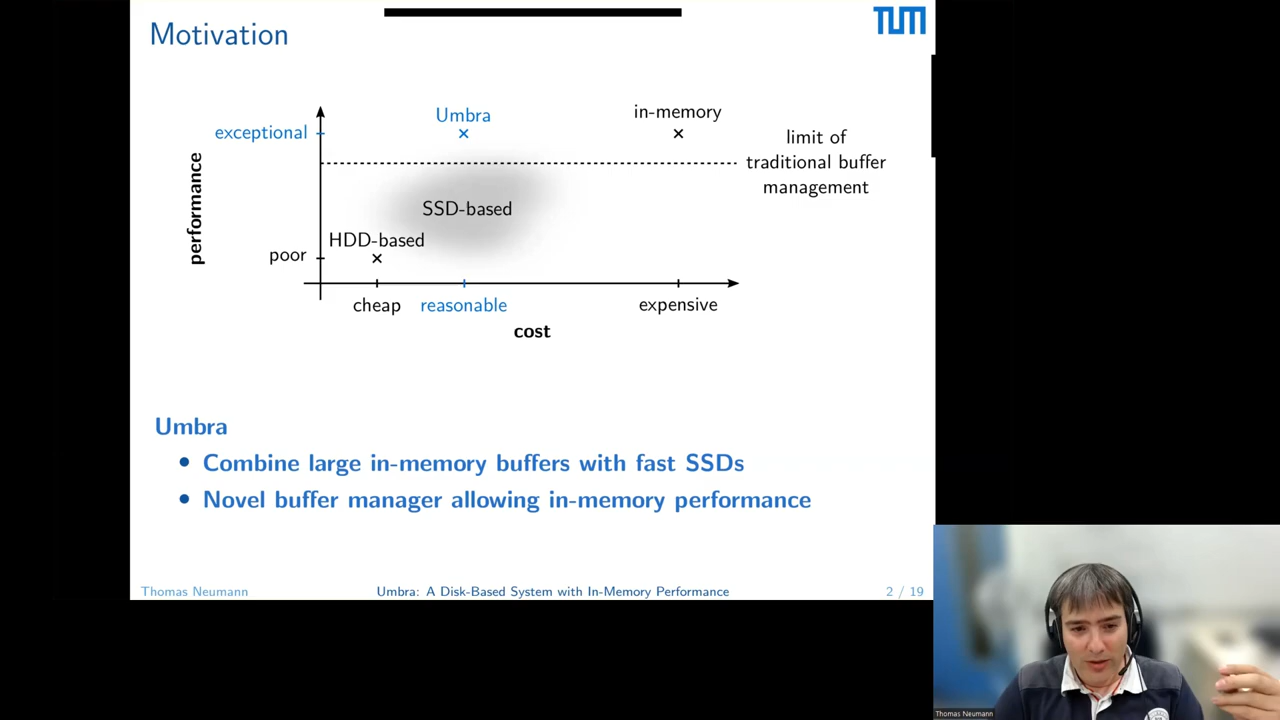 Motivation
TUM
Umbra
in-memory
exceptional
limit of
traditional buffer
management
performance
SSD-based
HDD-based
poor
cheap
reasonable
expensive
cost
Umbra
• Combine large in-memory buffers with fast SSDs
• Novel buffer manager allowing in-memory performance
Thomas Neumann
Umbra: A Disk-Based System with In-Memory Performance
2 / 19
Thomas Neumann